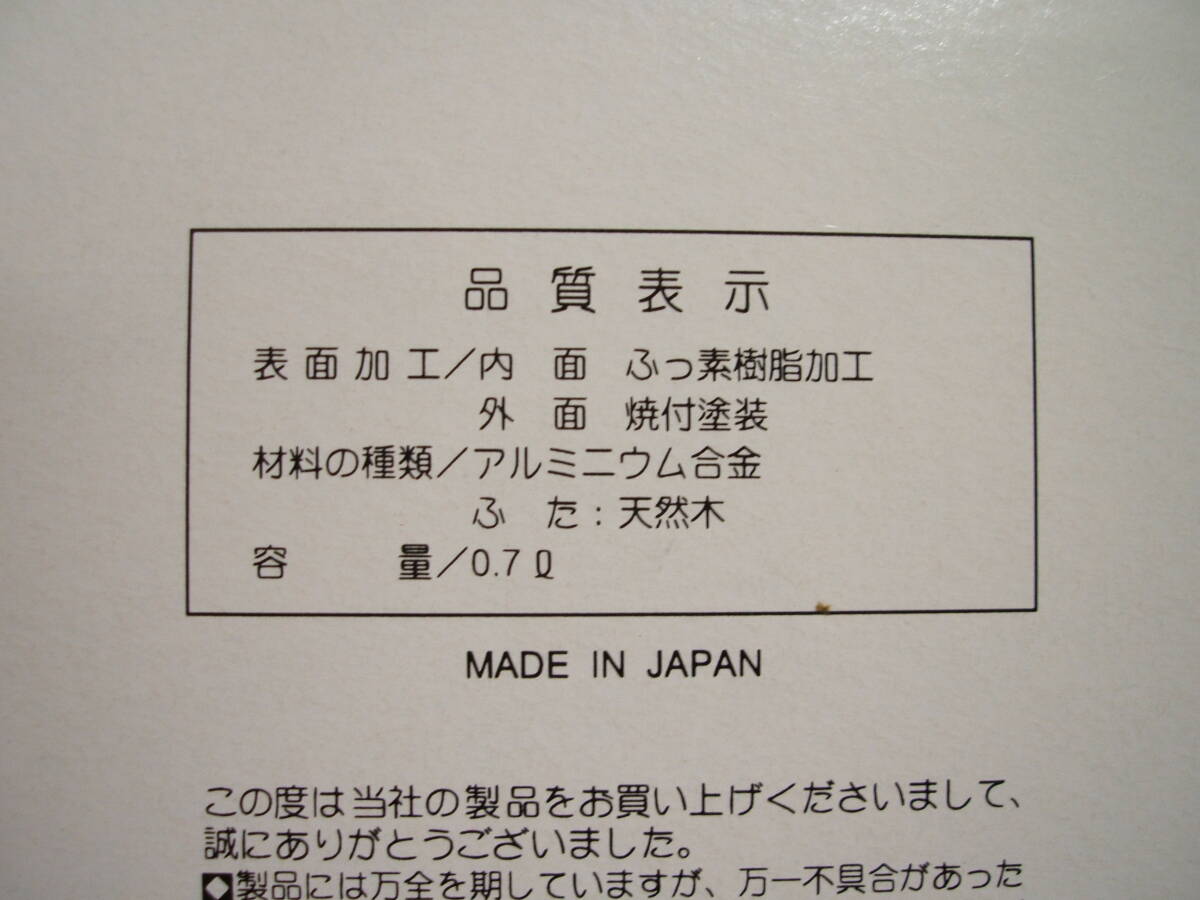 品質表示
表面加工／内 面 ふっ素樹脂加工
外 面 焼付塗装
材料の種類／アルミニウム合金
ふ た：天然木
容 量／0.7ℓ
MADE IN JAPAN
この度は当社の製品をお買い上げくださいまして、
誠にありがとうございました。
◆製品には万全を期していますが、万一不具合があった